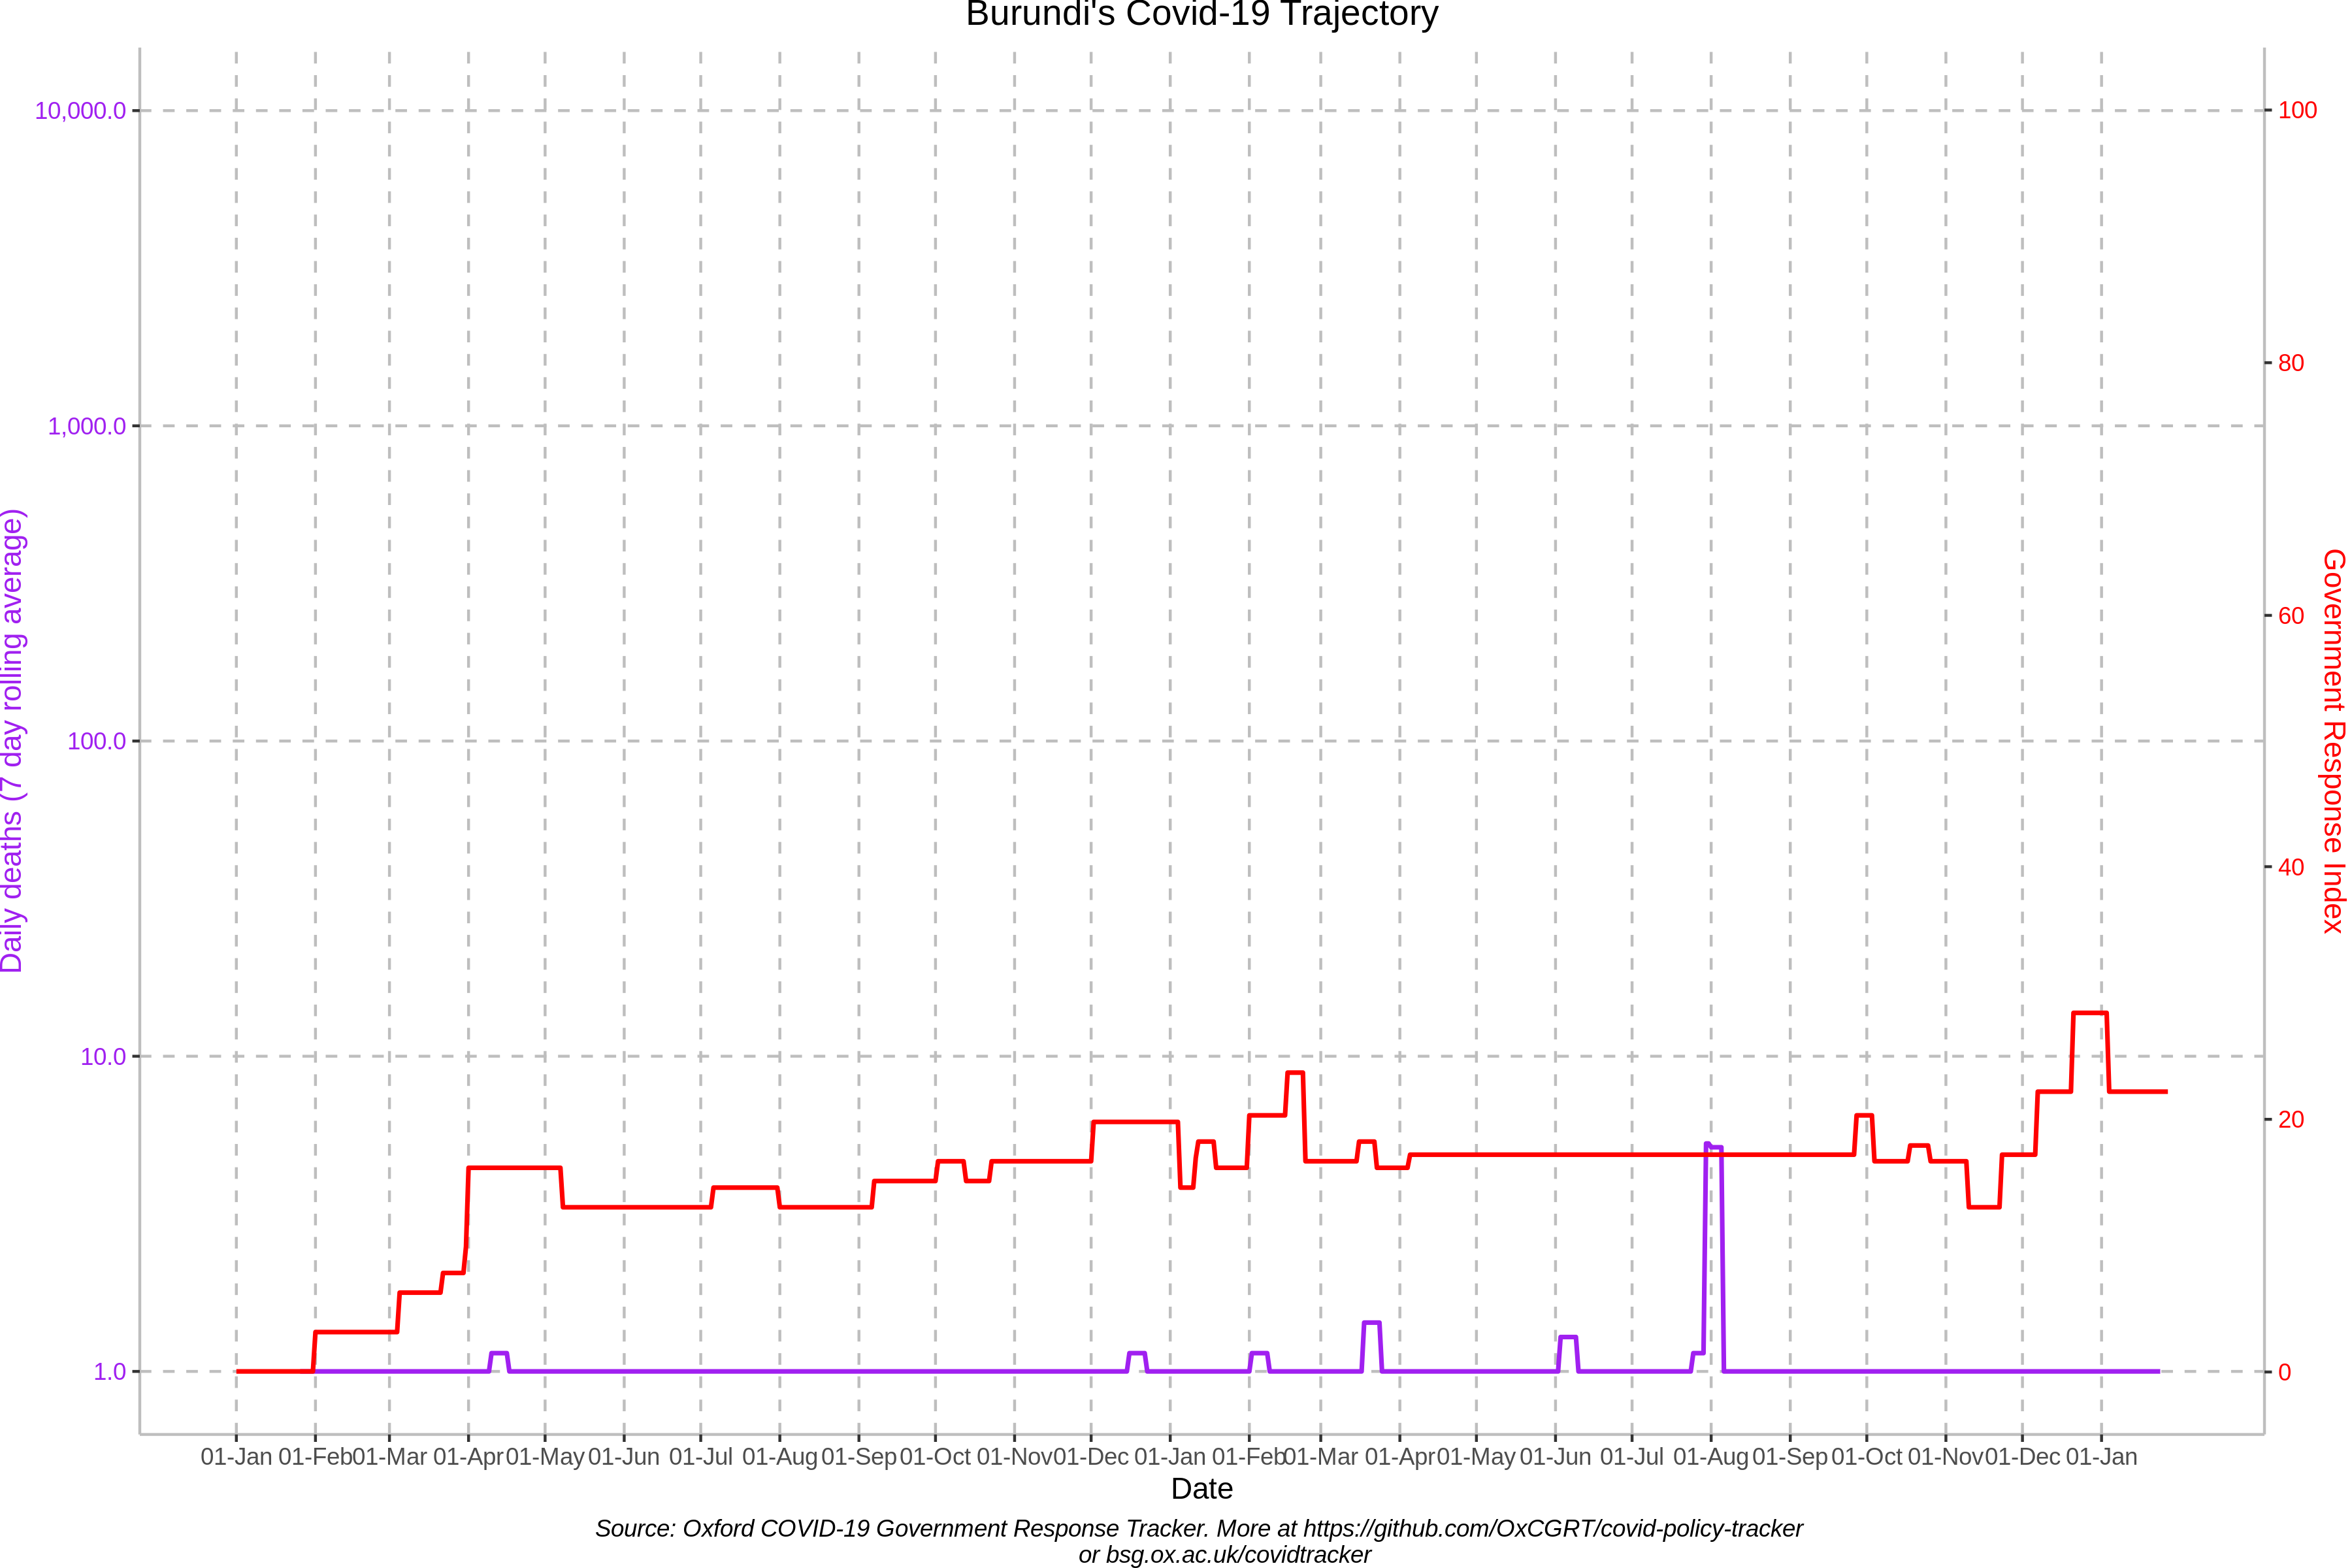 Burundi's Covid-19 Trajectory
10,000.0
1,000.0
100.0
10.0
1.0
Daily deaths (7 day rolling average)
100
80
60
40
20
0
Government Response Index
01-Jan 01-Feb 01-Mar 01-Apr 01-May 01-Jun 01-Jul 01-Aug 01-Sep 01-Oct 01-Nov 01-Dec 01-Jan 01-Feb 01-Mar 01-Apr 01-May 01-Jun 01-Jul 01-Aug 01-Sep 01-Oct 01-Nov 01-Dec 01-Jan
Date
Source: Oxford COVID-19 Government Response Tracker. More at https://github.com/OxCGRT/covid-policy-tracker
or bsg.ox.ac.uk/covidtracker